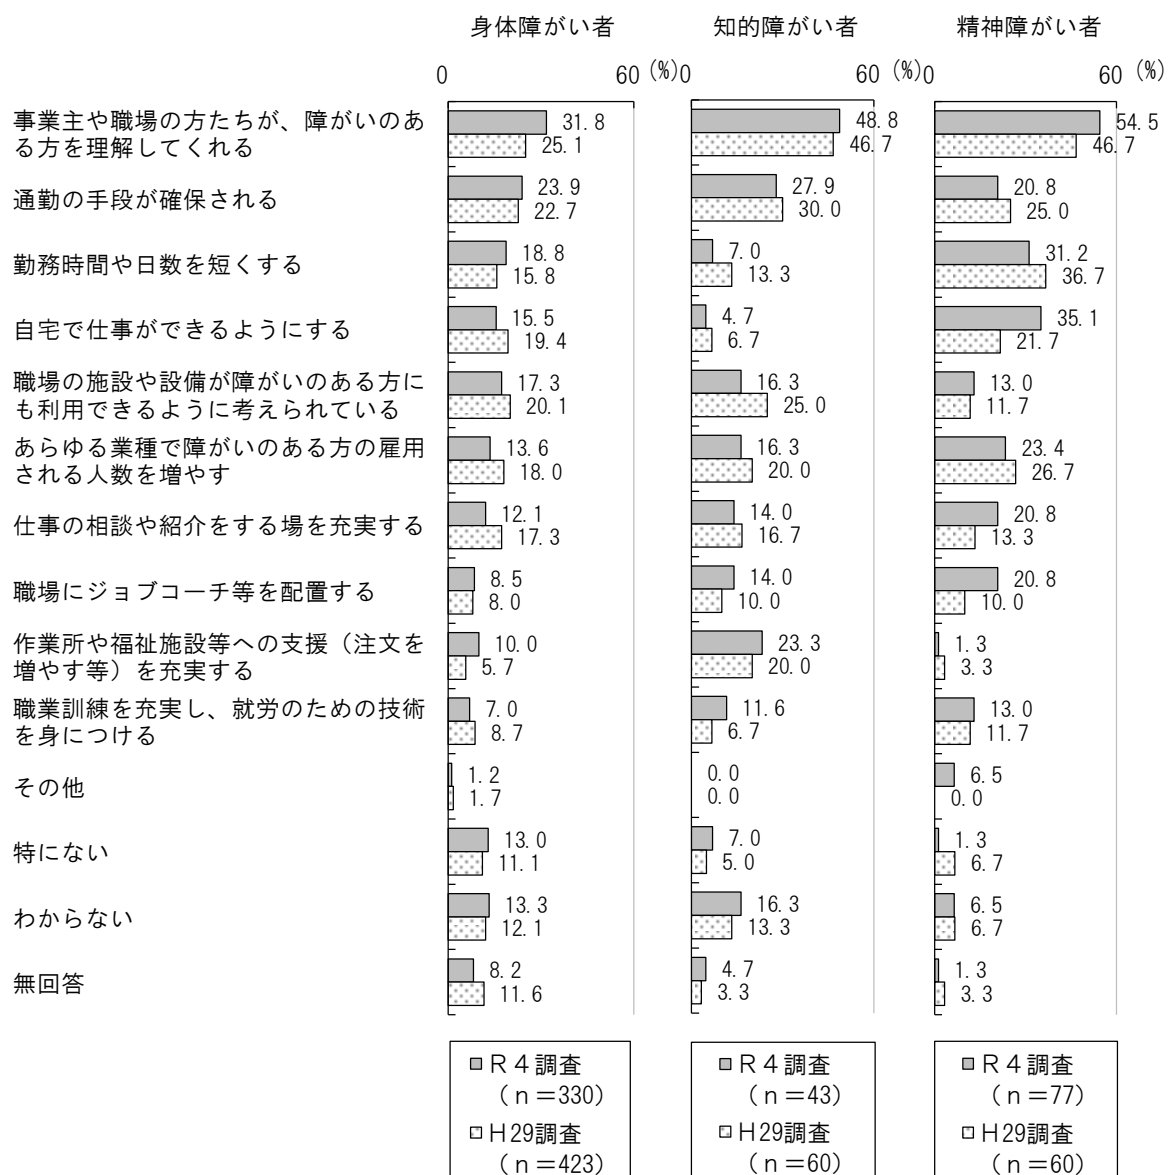 身体障がい者 知的障がい者 精神障がい者
0 60 (%) 0 60 (%) 0 60 (%)
事業主や職場の方たちが、障がいのあ
る方を理解してくれる
31.8 48.8 54.5
25.1 46.7 46.7
通勤の手段が確保される
23.9 27.9 20.8
22.7 30.0 25.0
勤務時間や日数を短くする
18.8 7.0 31.2
15.8 13.3 36.7
自宅で仕事ができるようにする
15.5 4.7 35.1
19.4 6.7 21.7
職場の施設や設備が障がいのある方に
も利用できるように考えられている
17.3 16.3 13.0
20.1 25.0 11.7
あらゆる業種で障がいのある方の雇用
される人数を増やす
13.6 16.3 23.4
18.0 20.0 26.7
仕事の相談や紹介をする場を充実する
12.1 14.0 20.8
17.3 16.7 13.3
職場にジョブコーチ等を配置する
8.5 14.0 20.8
8.0 10.0 10.0
作業所や福祉施設等への支援（注文を
増やす等）を充実する
10.0 23.3 1.3
5.7 20.0 3.3
職業訓練を充実し、就労のための技術
を身につける
7.0 11.6 13.0
8.7 6.7 11.7
その他
1.2 0.0 6.5
1.7 0.0 0.0
特にない
13.0 7.0 1.3
11.1 5.0 6.7
わからない
13.3 16.3 6.5
12.1 13.3 6.7
無回答
8.2 4.7 1.3
11.6 3.3 3.3
Ｒ４調査 Ｒ４調査 Ｒ４調査
（ｎ＝330） （ｎ＝43） （ｎ＝77）
Ｈ29調査 Ｈ29調査 Ｈ29調査
（ｎ＝423） （ｎ＝60） （ｎ＝60）